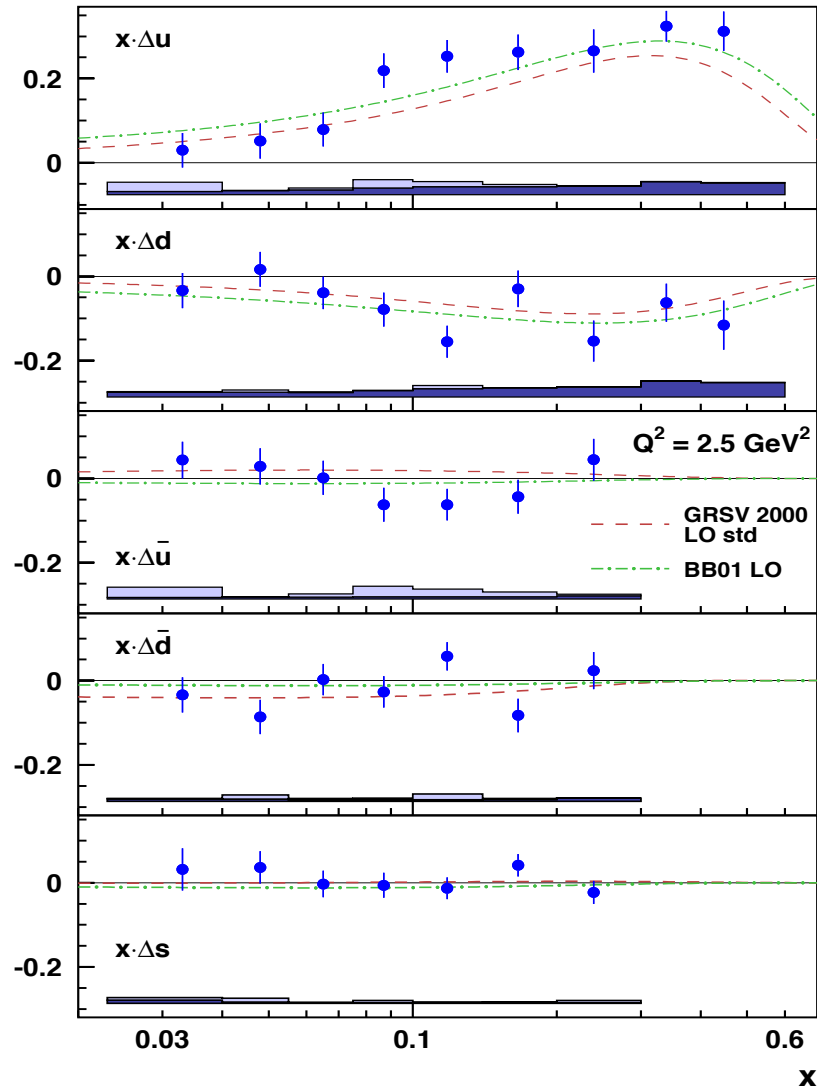 x·Δu
0.2
0
x·Δd
0
-0.2
Q² = 2.5 GeV²
0
GRSV 2000
LO std
BB01 LO
-0.2
x·Δū
x·Δd̄
0
-0.2
0
x·Δs
-0.2
0.03 0.1 0.6
x